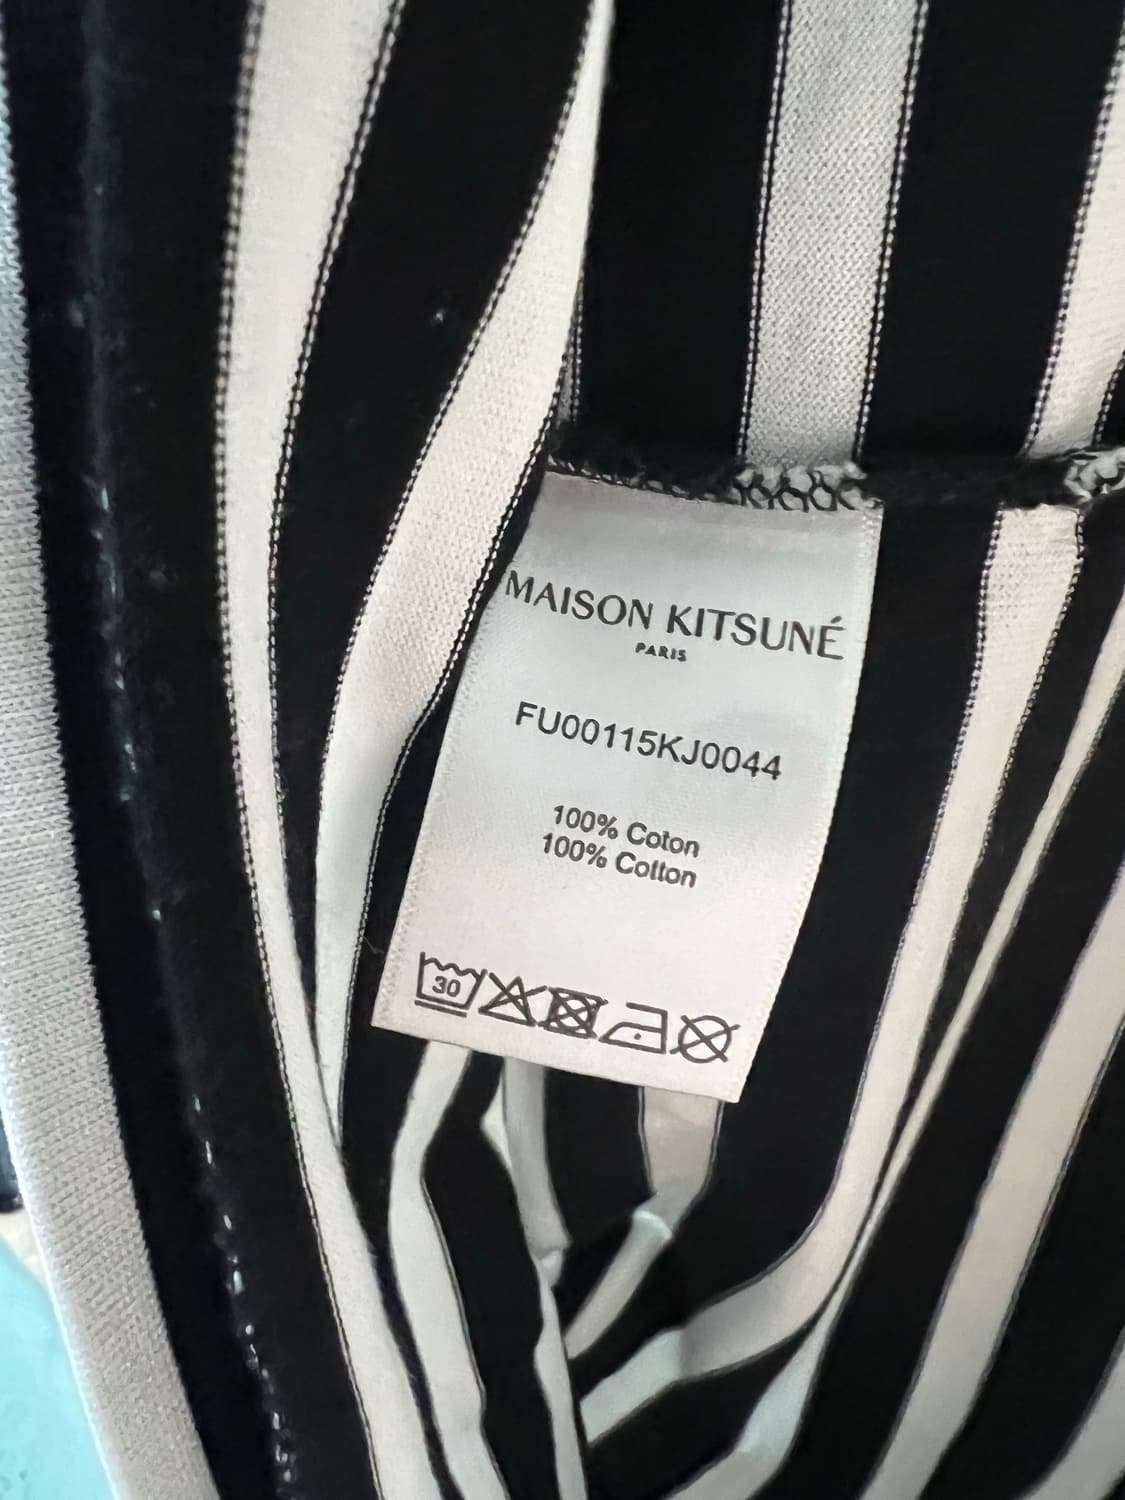 MAISON KITSUNÉ
PARIS
FU00115KJ0044
100% Coton
100% Cotton
30